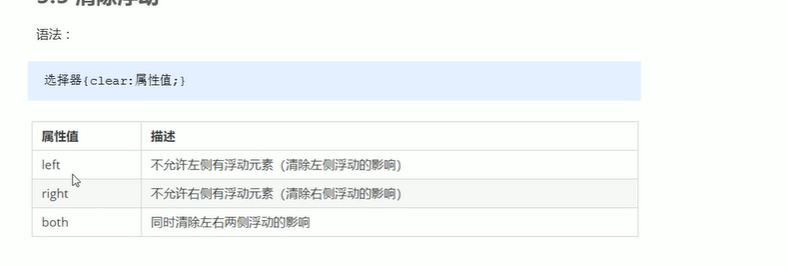 清除浮动
语法：
选择器{clear:属性值;}
属性值 描述
left 不允许左侧有浮动元素（清除左侧浮动的影响）
right 不允许右侧有浮动元素（清除右侧浮动的影响）
both 同时清除左右两侧浮动的影响